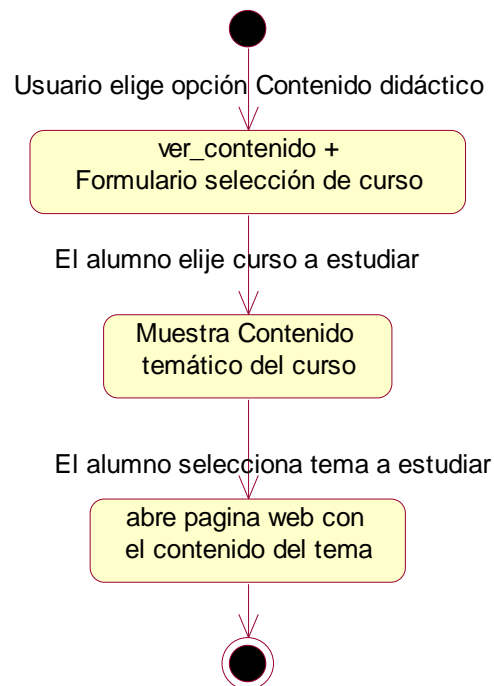 Usuario elige opción Contenido didáctico
ver_contenido +
Formulario selección de curso
El alumno elije curso a estudiar
Muestra Contenido
temático del curso
El alumno selecciona tema a estudiar
abre pagina web con
el contenido del tema